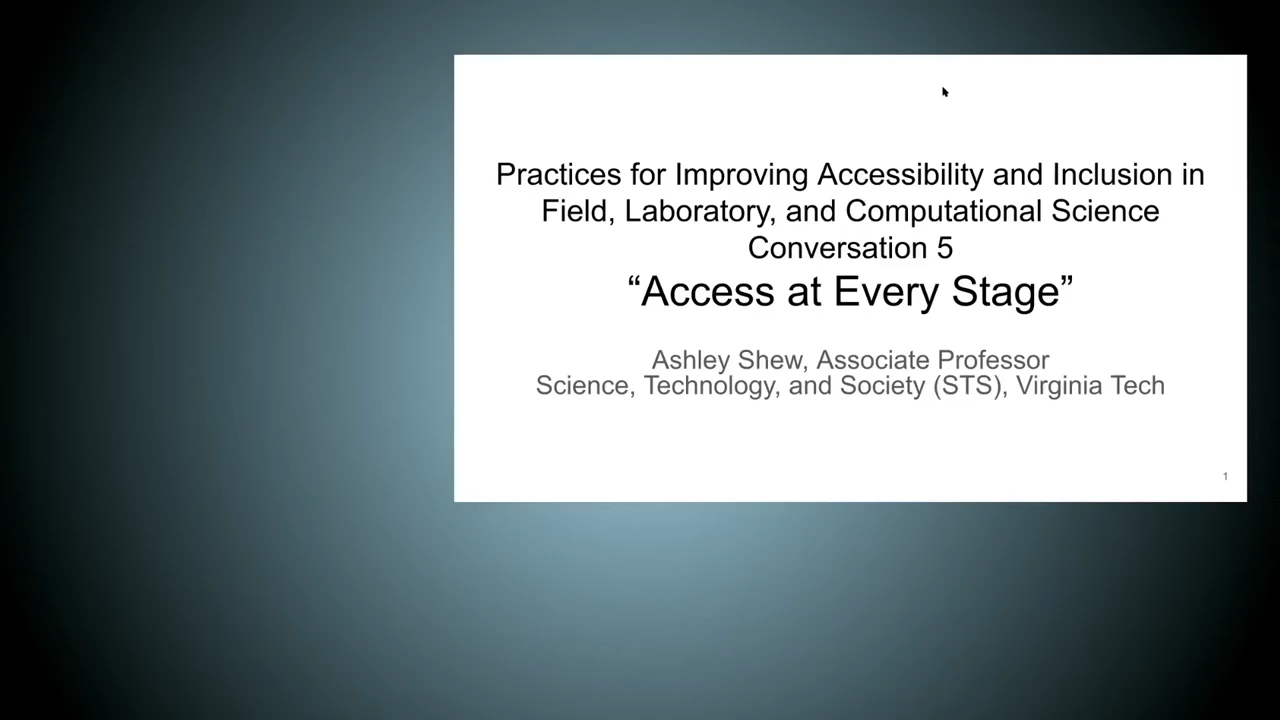 Practices for Improving Accessibility and Inclusion in
Field, Laboratory, and Computational Science
Conversation 5
“Access at Every Stage”
Ashley Shew, Associate Professor
Science, Technology, and Society (STS), Virginia Tech
1